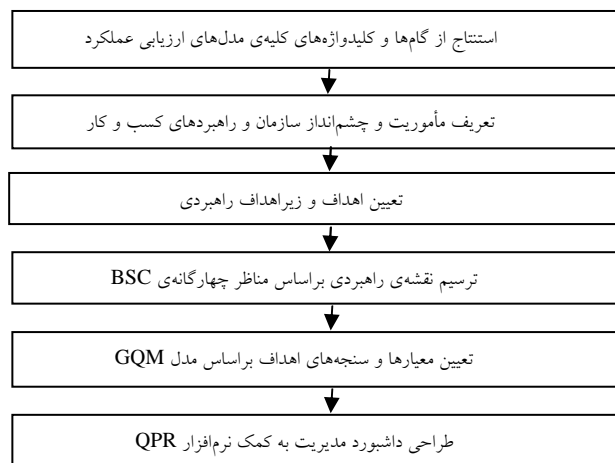 استنتاج از گام‌ها و کلیدواژه‌های کلیه‌ی مدل‌های ارزیابی عملکرد
تعریف مأموریت و چشم‌انداز سازمان و راهبردهای کسب و کار
تعیین اهداف و زیراهداف راهبردی
ترسیم نقشه‌ی راهبردی براساس مناظر چهارگانه‌ی BSC
تعیین معیارها و سنجه‌های اهداف براساس مدل GQM
طراحی داشبورد مدیریت به کمک نرم‌افزار QPR